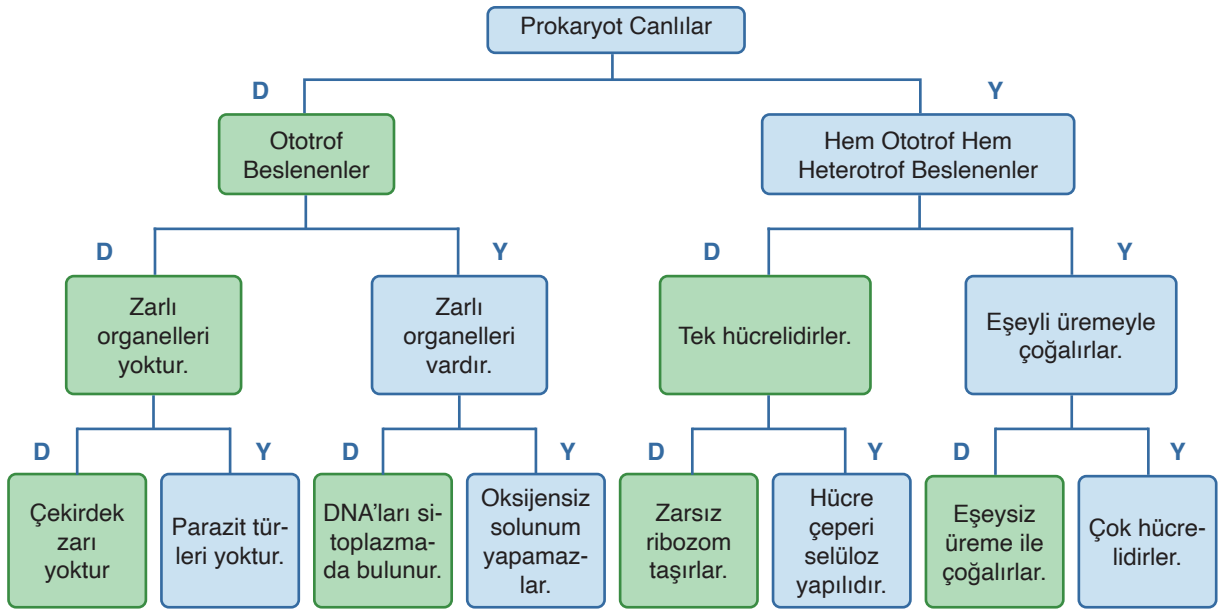 Prokaryot Canlılar
D
Y
Ototrof
Beslenenler
Hem Ototrof Hem
Heterotrof Beslenenler
D
Y
D
Y
Zarlı
organelleri
yoktur.
Zarlı
organelleri
vardır.
Tek hücrelidirler.
Eşeyli üremeyle
çoğalırlar.
D
Y
D
Y
D
Y
D
Y
Çekirdek
zarı
yoktur
Parazit tür-
leri yoktur.
DNA'ları si-
toplazma-
da bulunur.
Oksijensiz
solunum
yapamaz-
lar.
Zarsız
ribozom
taşırlar.
Hücre
çeperi
selüloz
yapılıdır.
Eşeysiz
üreme ile
çoğalırlar.
Çok hücre-
lidirler.